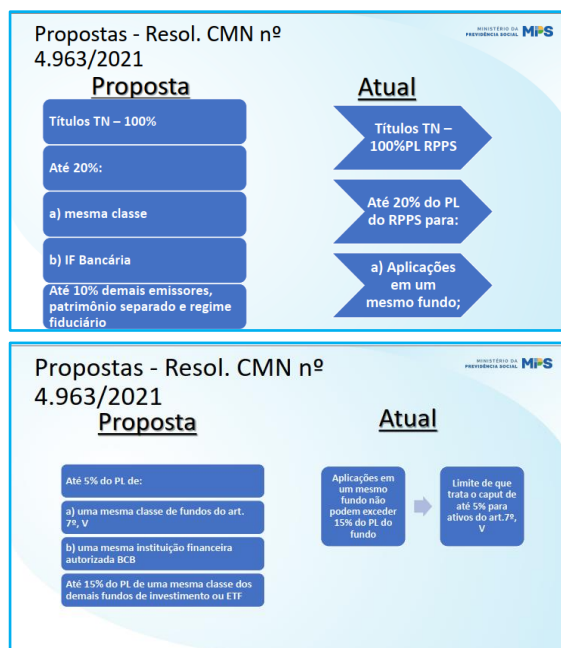 Propostas - Resol. CMN nº
4.963/2021
MINISTÉRIO DA
PREVIDÊNCIA SOCIAL
MPS
Proposta
Títulos TN – 100%
Até 20%:
a) mesma classe
b) IF Bancária
Até 10% demais emissores,
patrimônio separado e regime
fiduciário
Atual
Títulos TN –
100%PL RPPS
Até 20% do PL
do RPPS para:
a) Aplicações
em um
mesmo fundo;
Propostas - Resol. CMN nº
4.963/2021
MINISTÉRIO DA
PREVIDÊNCIA SOCIAL
MPS
Proposta
Até 5% do PL de:
a) uma mesma classe de fundos do art.
7º, V
b) uma mesma instituição financeira
autorizada BCB
Até 15% do PL de uma mesma classe dos
demais fundos de investimento ou ETF
Atual
Aplicações em
um mesmo
fundo não
podem exceder
15% do PL do
fundo
Limite de que
trata o caput de
até 5% para
ativos do art.7º,
V